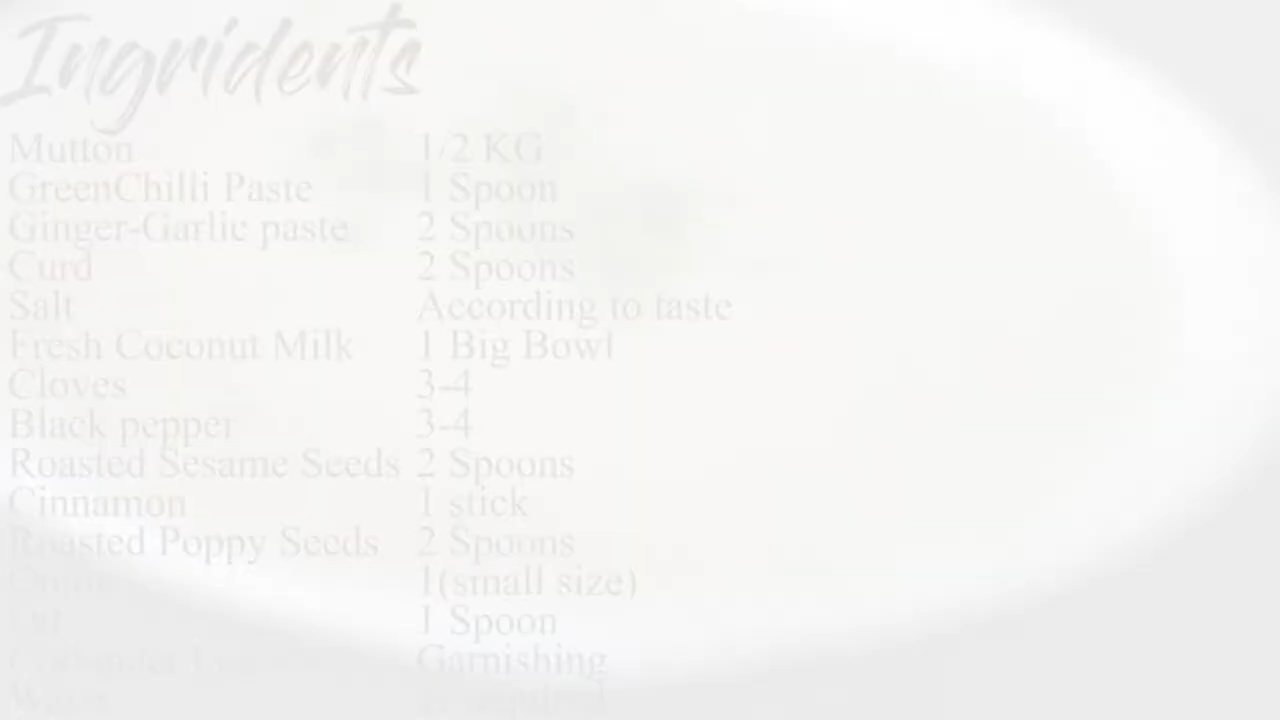 Ingridents
Mutton 1/2 KG
GreenChilli Paste 1 Spoon
Ginger-Garlic paste 2 Spoons
Curd 2 Spoons
Salt According to taste
Fresh Coconut Milk 1 Big Bowl
Cloves 3-4
Black pepper 3-4
Roasted Sesame Seeds 2 Spoons
Cinnamon 1 stick
Roasted Poppy Seeds 2 Spoons
1(small size)
1 Spoon
Garnishing
Water